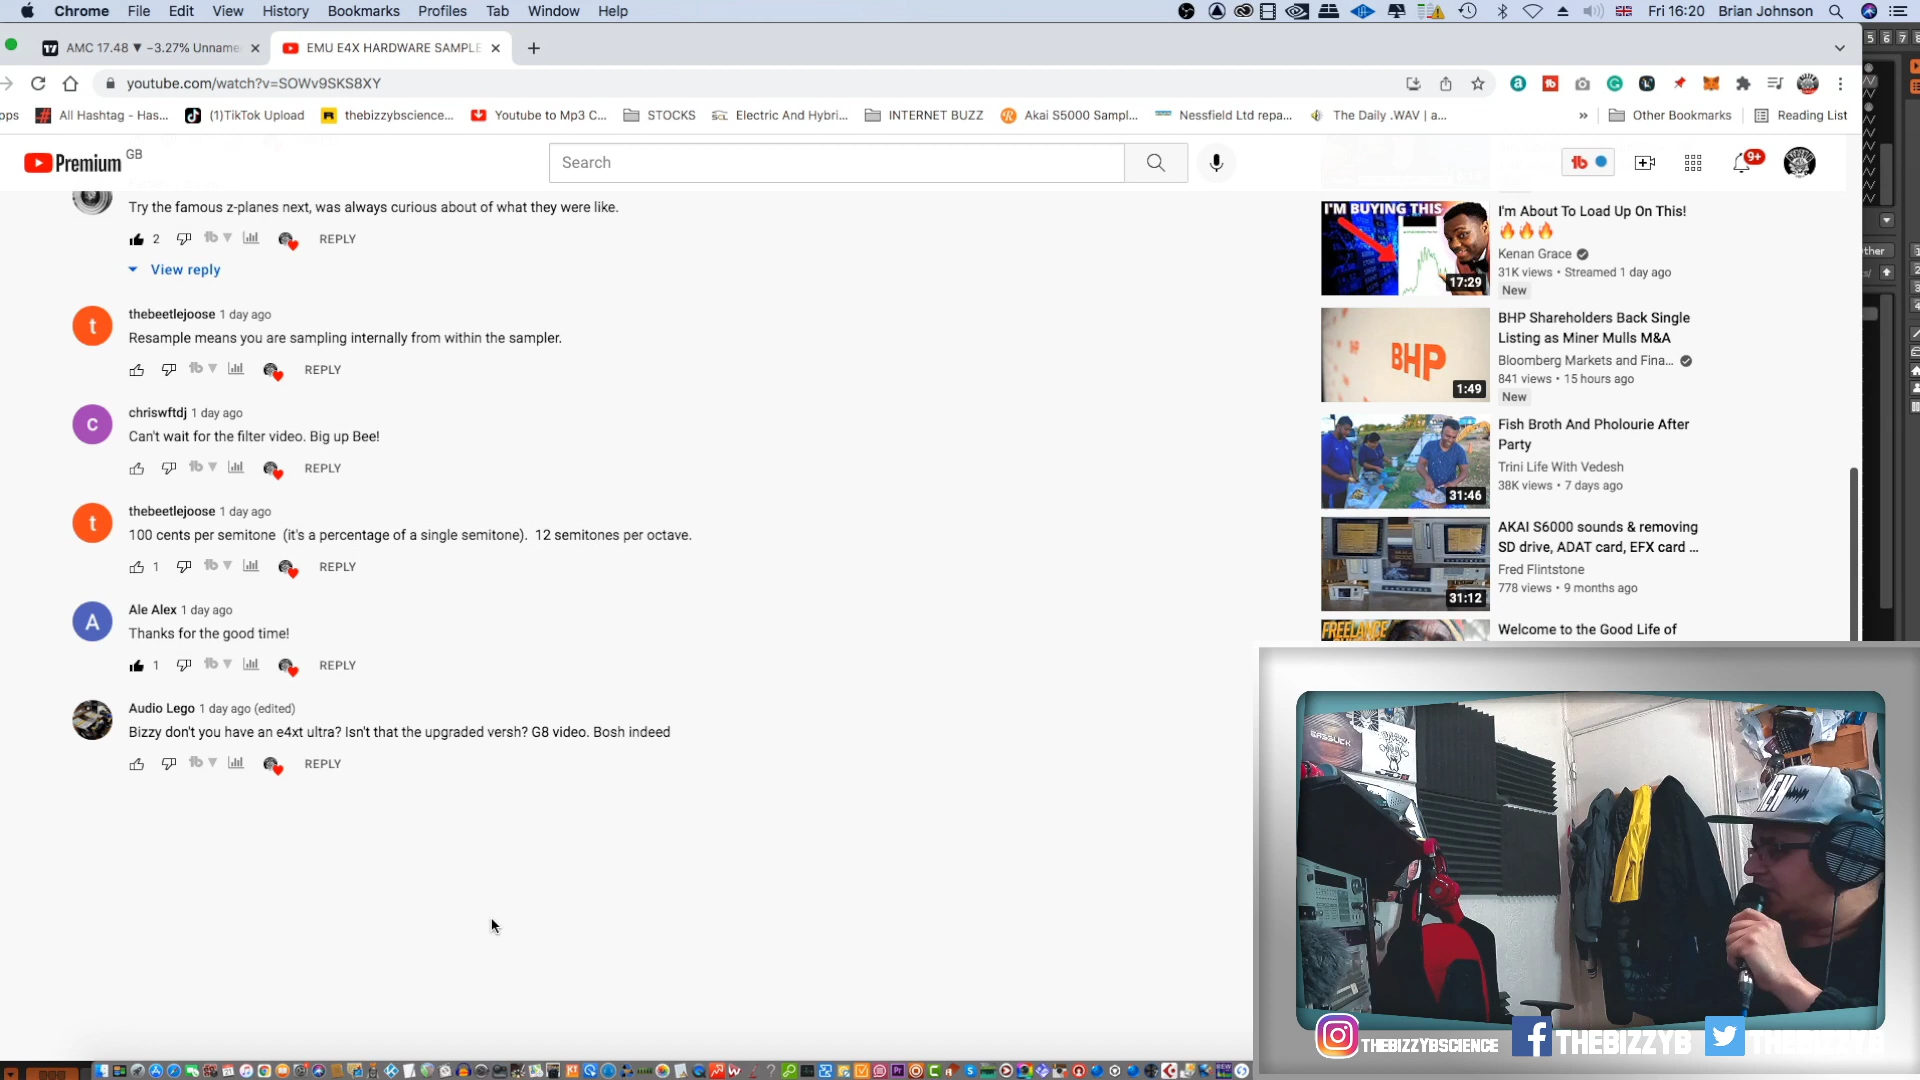 Chrome File Edit View History Bookmarks Profiles Tab Window Help Fri 16:20 Brian Johnson
AMC 17.48 ▼ −3.27% Unname
EMU E4X HARDWARE SAMPLE
youtube.com/watch?v=SOWv9SKS8XY
ops All Hashtag - Has... (1)TikTok Upload thebizzybscience... Youtube to Mp3 C... STOCKS Electric And Hybri... INTERNET BUZZ Akai S5000 Sampl... Nessfield Ltd repa... The Daily .WAV | a... » Other Bookmarks Reading List
Premium GB
Search
9+
Try the famous z-planes next, was always curious about of what they were like.
2 REPLY
View reply
thebeetlejoose 1 day ago
Resample means you are sampling internally from within the sampler.
REPLY
chriswftdj 1 day ago
Can't wait for the filter video. Big up Bee!
REPLY
thebeetlejoose 1 day ago
100 cents per semitone (it's a percentage of a single semitone). 12 semitones per octave.
1 REPLY
Ale Alex 1 day ago
Thanks for the good time!
1 REPLY
Audio Lego 1 day ago (edited)
Bizzy don't you have an e4xt ultra? Isn't that the upgraded versh? G8 video. Bosh indeed
REPLY
I'M BUYING THIS
17:29
I'm About To Load Up On This!
🔥🔥🔥
Kenan Grace
31K views • Streamed 1 day ago
New
BHP
1:49
BHP Shareholders Back Single
Listing as Miner Mulls M&A
Bloomberg Markets and Fina...
841 views • 15 hours ago
New
31:46
Fish Broth And Pholourie After
Party
Trini Life With Vedesh
38K views • 7 days ago
31:12
AKAI S6000 sounds & removing
SD drive, ADAT card, EFX card ...
Fred Flintstone
778 views • 9 months ago
FREELANCE
Welcome to the Good Life of
THEBIZZYBSCIENCE THEBIZZYB THEBIZZYB